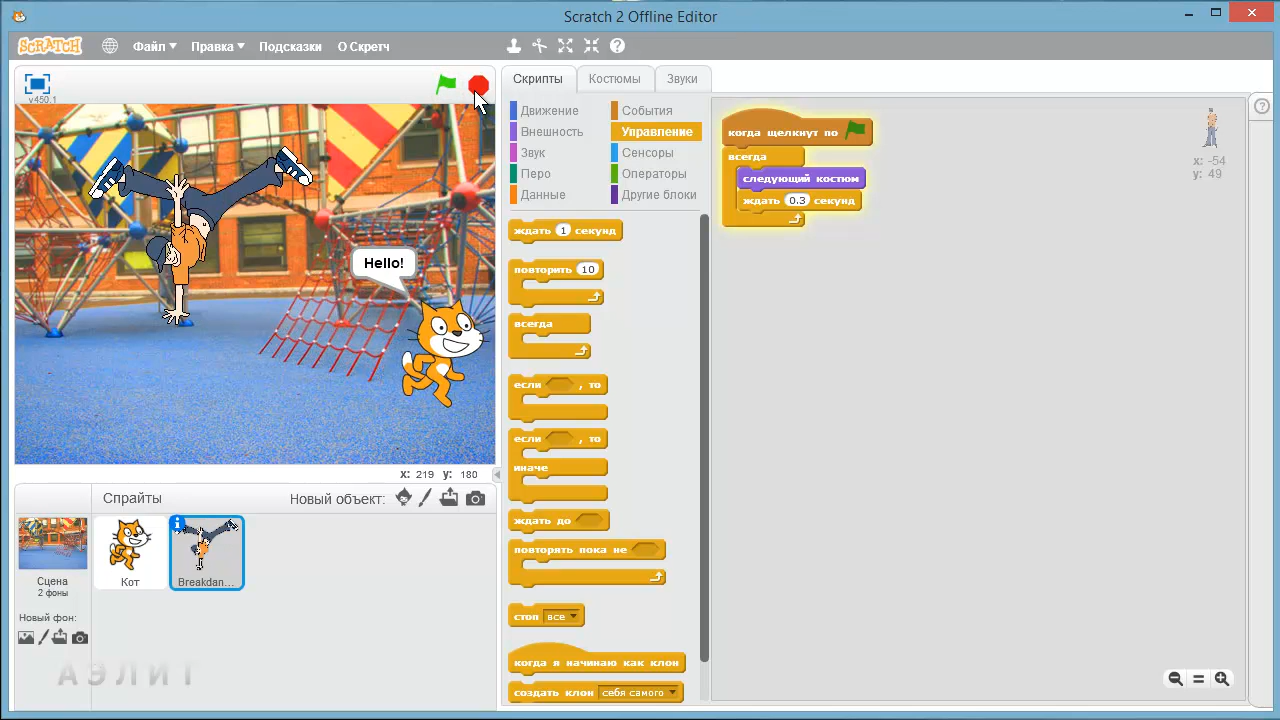 Scratch 2 Offline Editor
SCRATCH
Файл
Правка
Подсказки
О Скретч
v450.1
Hello!
x: 219 y: 180
Спрайты
Новый объект:
Сцена
2 фоны
Новый фон:
Кот
Breakdan...
АЭЛИТ
Скрипты
Костюмы
Звуки
Движение
События
Внешность
Управление
Звук
Сенсоры
Перо
Операторы
Данные
Другие блоки
ждать 1 секунд
повторить 10
всегда
если , то
если , то
иначе
ждать до
повторять пока не
стоп все
когда я начинаю как клон
создать клон себя самого
когда щелкнут по
всегда
следующий костюм
ждать 0.3 секунд
x: -54
y: 49